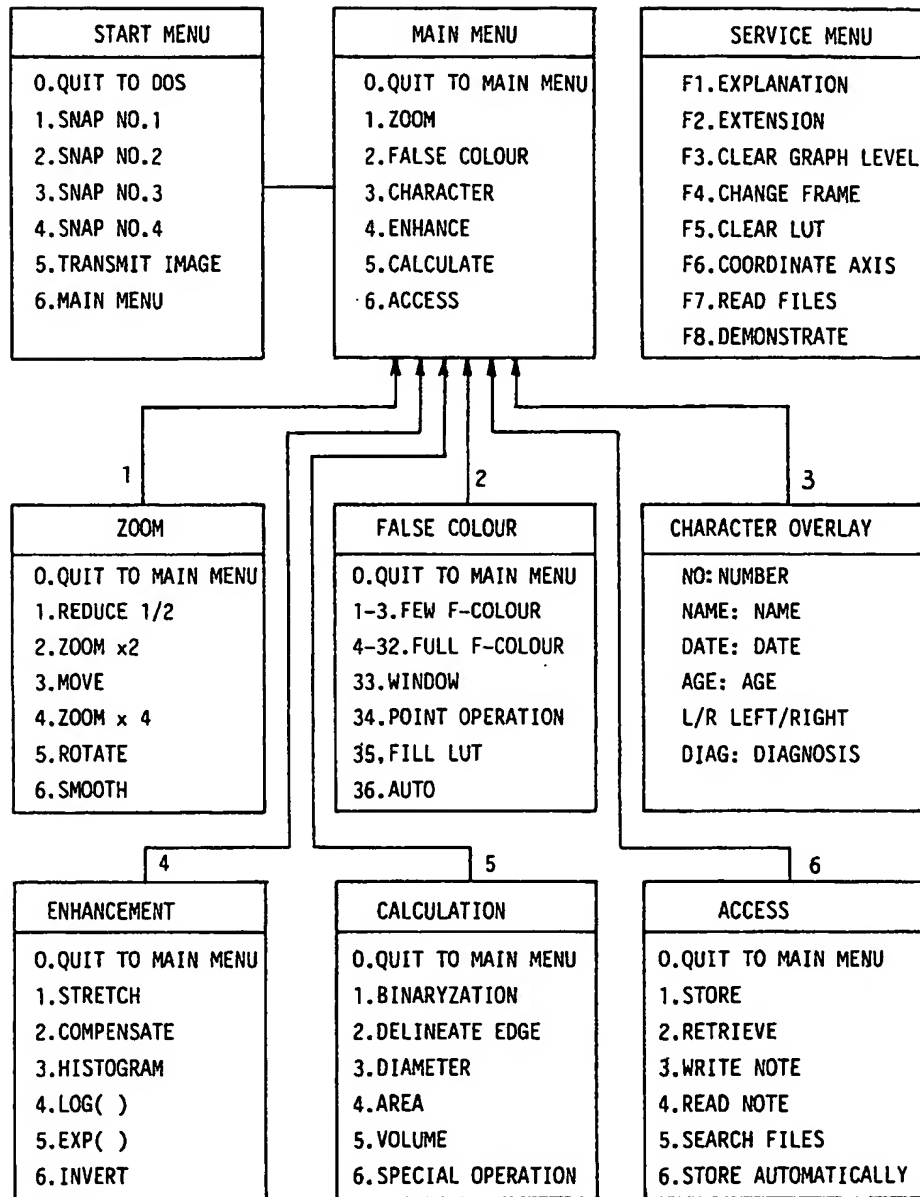 START MENU
0.QUIT TO DOS
1.SNAP NO.1
2.SNAP NO.2
3.SNAP NO.3
4.SNAP NO.4
5.TRANSMIT IMAGE
6.MAIN MENU
MAIN MENU
0.QUIT TO MAIN MENU
1.ZOOM
2.FALSE COLOUR
3.CHARACTER
4.ENHANCE
5.CALCULATE
6.ACCESS
SERVICE MENU
F1.EXPLANATION
F2.EXTENSION
F3.CLEAR GRAPH LEVEL
F4.CHANGE FRAME
F5.CLEAR LUT
F6.COORDINATE AXIS
F7.READ FILES
F8.DEMONSTRATE
1
ZOOM
0.QUIT TO MAIN MENU
1.REDUCE 1/2
2.ZOOM x2
3.MOVE
4.ZOOM x 4
5.ROTATE
6.SMOOTH
2
FALSE COLOUR
0.QUIT TO MAIN MENU
1-3.FEW F-COLOUR
4-32.FULL F-COLOUR
33.WINDOW
34.POINT OPERATION
35,FILL LUT
36.AUTO
3
CHARACTER OVERLAY
NO:NUMBER
NAME: NAME
DATE: DATE
AGE: AGE
L/R LEFT/RIGHT
DIAG: DIAGNOSIS
4
ENHANCEMENT
0.QUIT TO MAIN MENU
1.STRETCH
2.COMPENSATE
3.HISTOGRAM
4.LOG( )
5.EXP( )
6.INVERT
5
CALCULATION
0.QUIT TO MAIN MENU
1.BINARYZATION
2.DELINEATE EDGE
3.DIAMETER
4.AREA
5.VOLUME
6.SPECIAL OPERATION
6
ACCESS
0.QUIT TO MAIN MENU
1.STORE
2.RETRIEVE
3.WRITE NOTE
4.READ NOTE
5.SEARCH FILES
6.STORE AUTOMATICALLY